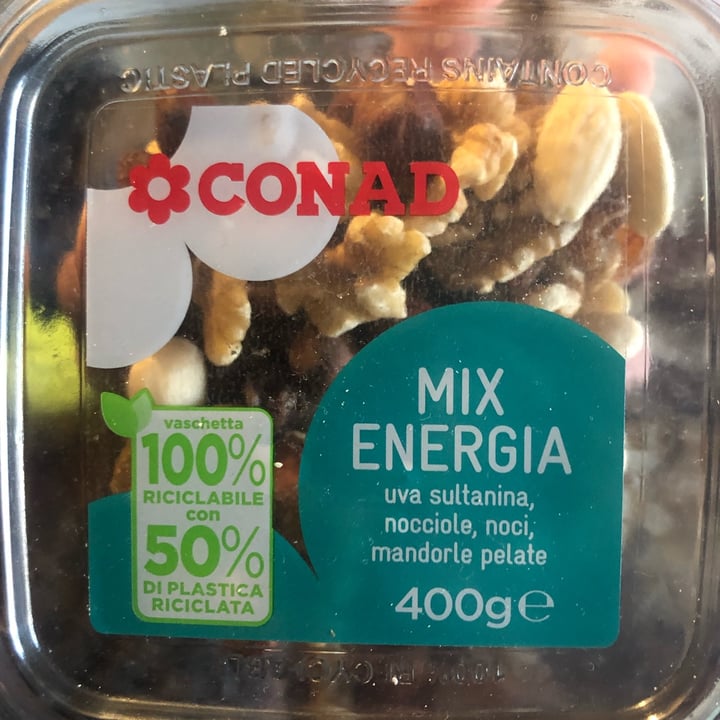 CONTAINS RECYCLED PLASTIC
CONAD
MIX
ENERGIA
uva sultanina,
nocciole, noci,
mandorle pelate
400g e
vaschetta
100%
RICICLABILE
con
50%
DI PLASTICA
RICICLATA